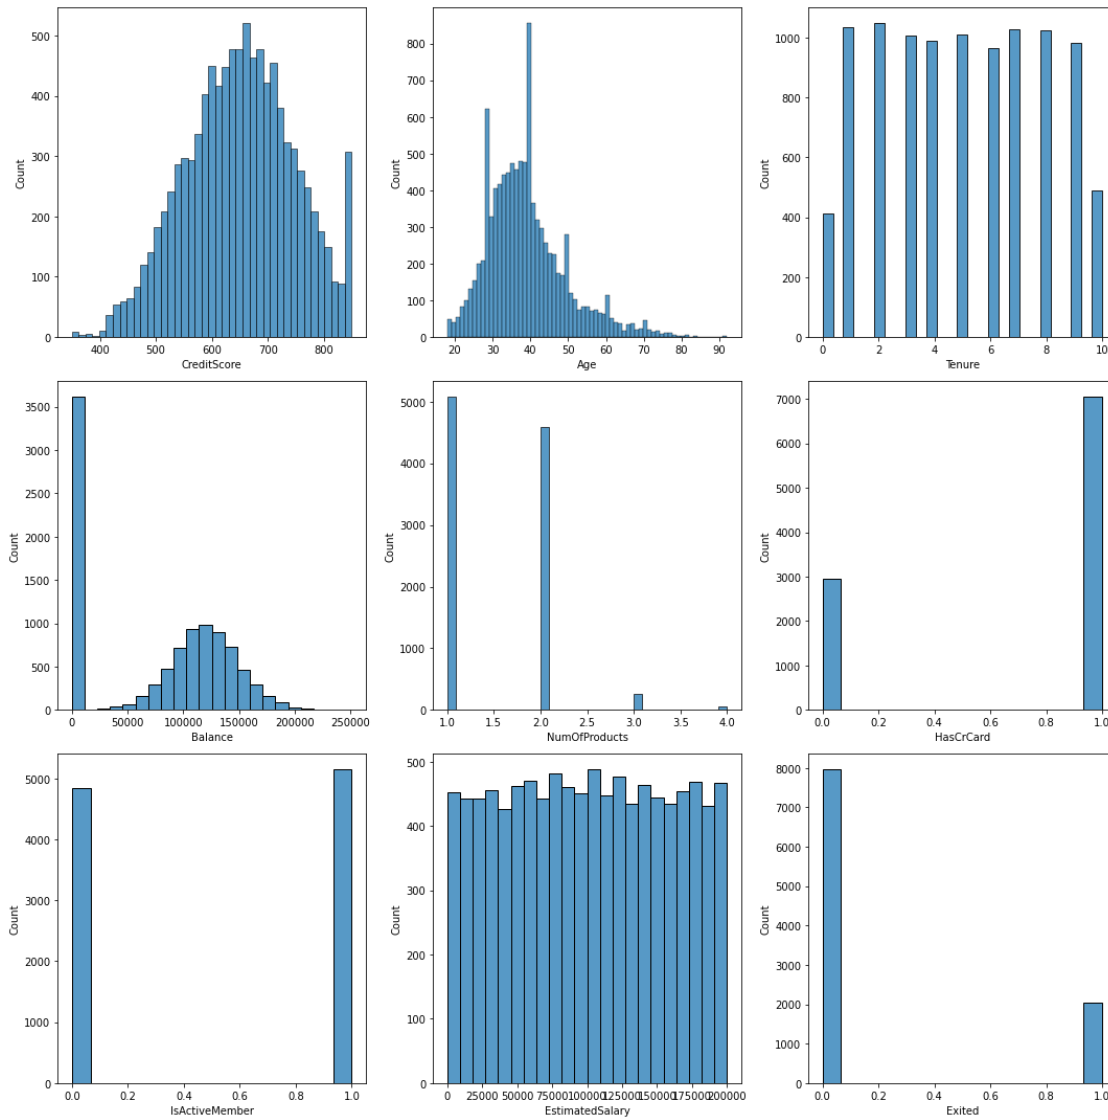 Count
500
400
300
200
100
0
400 500 600 700 800
CreditScore
Count
800
700
600
500
400
300
200
100
0
20 30 40 50 60 70 80 90
Age
Count
1000
800
600
400
200
0
0 2 4 6 8 10
Tenure
Count
3500
3000
2500
2000
1500
1000
500
0
0 50000 100000 150000 200000 250000
Balance
Count
5000
4000
3000
2000
1000
0
1.0 1.5 2.0 2.5 3.0 3.5 4.0
NumOfProducts
Count
7000
6000
5000
4000
3000
2000
1000
0
0.0 0.2 0.4 0.6 0.8 1.0
HasCrCard
Count
5000
4000
3000
2000
1000
0
0.0 0.2 0.4 0.6 0.8 1.0
IsActiveMember
Count
500
400
300
200
100
0
0 25000 50000 75000 100000 125000 150000 175000 200000
EstimatedSalary
Count
8000
7000
6000
5000
4000
3000
2000
1000
0
0.0 0.2 0.4 0.6 0.8 1.0
Exited